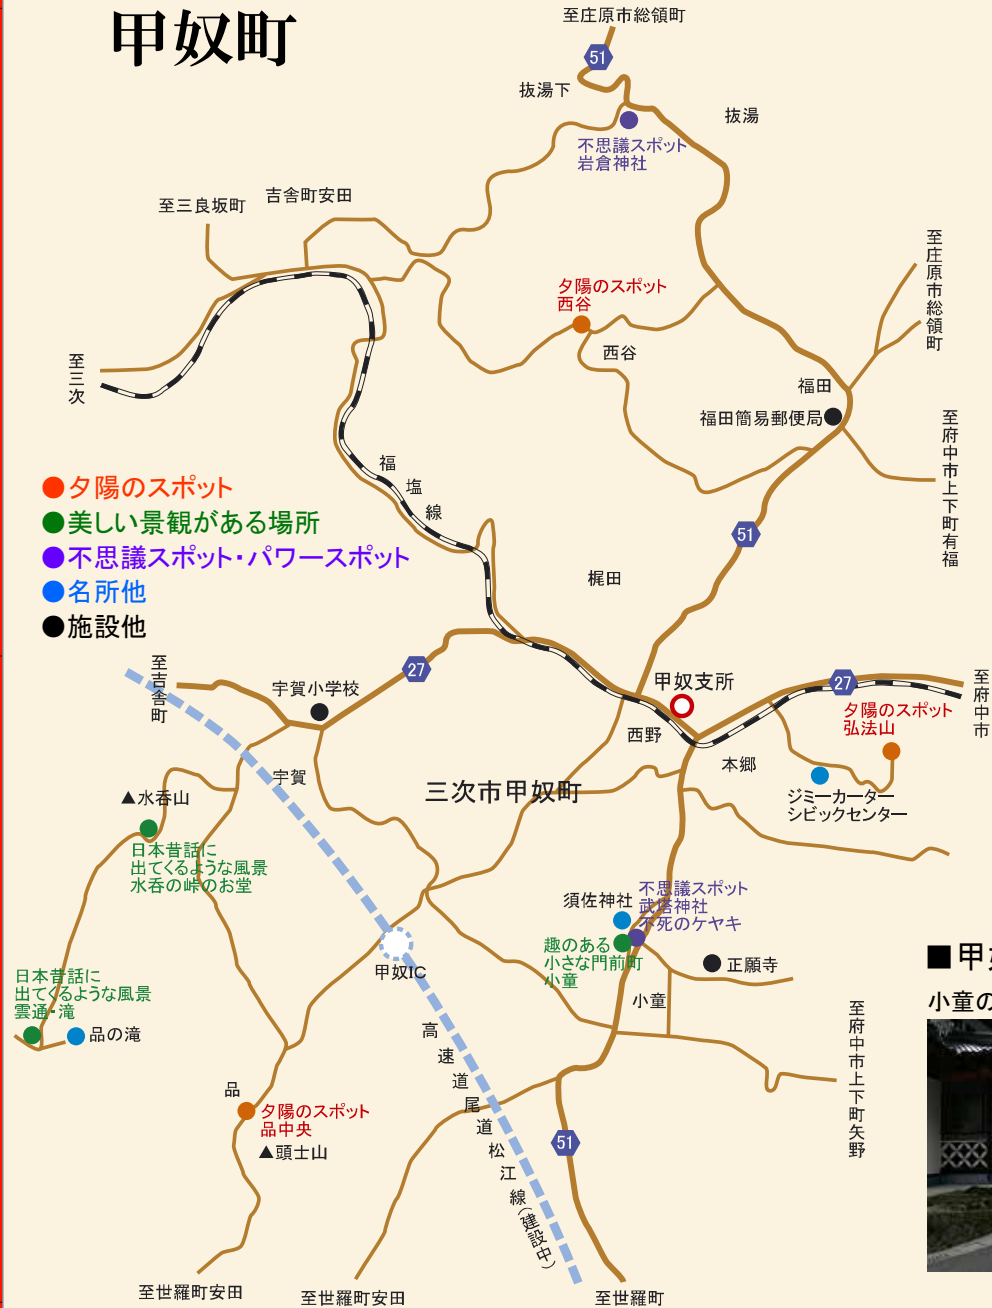 甲奴町
至庄原市総領町
51
抜湯下
抜湯
不思議スポット
岩倉神社
吉舎町安田
至三良坂町
至庄原市総領町
夕陽のスポット
西谷
西谷
至三次
福田
福田簡易郵便局
至府中市上下町有福
福塩線
●夕陽のスポット
●美しい景観がある場所
●不思議スポット・パワースポット
●名所他
●施設他
51
梶田
至吉舎町
27
宇賀小学校
甲奴支所
27
至府中市
夕陽のスポット
弘法山
西野
本郷
宇賀
三次市甲奴町
ジミーカーター
シビックセンター
▲水呑山
日本昔話に
出てくるような風景
水呑の峠のお堂
須佐神社
不思議スポット
武塔神社
不死のケヤキ
趣のある
小さな門前町
小童
正願寺
■甲
小童の
甲奴IC
日本昔話に
出てくるような風景
雲通・滝
品の滝
小童
至府中市上下町矢野
高速道尾道松江線(建設中)
品
夕陽のスポット
品中央
▲頭士山
51
至世羅町安田
至世羅町安田
至世羅町